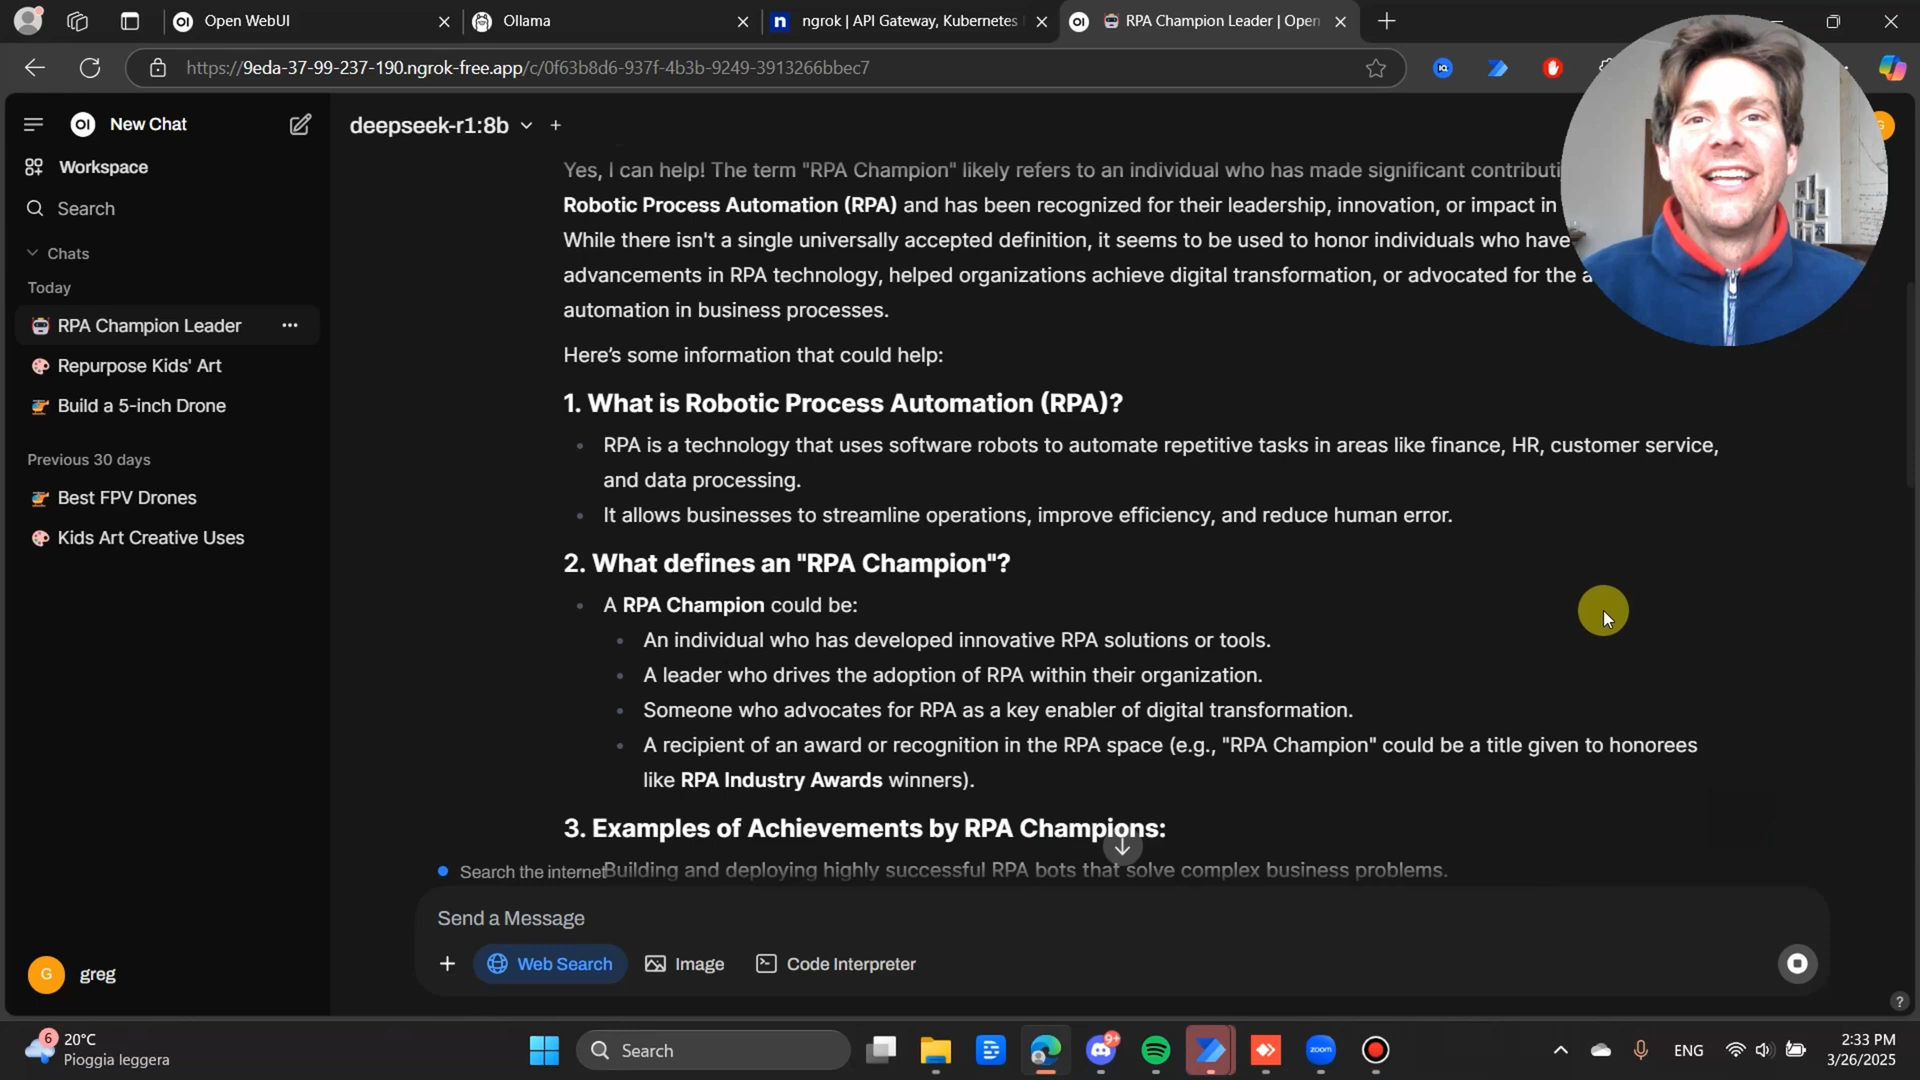 Open WebUI
Ollama
ngrok | API Gateway, Kubernetes
RPA Champion Leader | Open
https://9eda-37-99-237-190.ngrok-free.app/c/0f63b8d6-937f-4b3b-9249-3913266bbec7
New Chat
Workspace
Search
Chats
Today
RPA Champion Leader
Repurpose Kids' Art
Build a 5-inch Drone
Previous 30 days
Best FPV Drones
Kids Art Creative Uses
G greg
deepseek-r1:8b
Yes, I can help! The term "RPA Champion" likely refers to an individual who has made significant contributi
Robotic Process Automation (RPA) and has been recognized for their leadership, innovation, or impact in
While there isn't a single universally accepted definition, it seems to be used to honor individuals who have
advancements in RPA technology, helped organizations achieve digital transformation, or advocated for the a
automation in business processes.
Here's some information that could help:
1. What is Robotic Process Automation (RPA)?
RPA is a technology that uses software robots to automate repetitive tasks in areas like finance, HR, customer service,
and data processing.
It allows businesses to streamline operations, improve efficiency, and reduce human error.
2. What defines an "RPA Champion"?
A RPA Champion could be:
An individual who has developed innovative RPA solutions or tools.
A leader who drives the adoption of RPA within their organization.
Someone who advocates for RPA as a key enabler of digital transformation.
A recipient of an award or recognition in the RPA space (e.g., "RPA Champion" could be a title given to honorees
like RPA Industry Awards winners).
3. Examples of Achievements by RPA Champions:
Building and deploying highly successful RPA bots that solve complex business problems.
Search the internet
Send a Message
Web Search
Image
Code Interpreter
6
20°C
Pioggia leggera
Search
9+
zoom
ENG
2:33 PM
3/26/2025